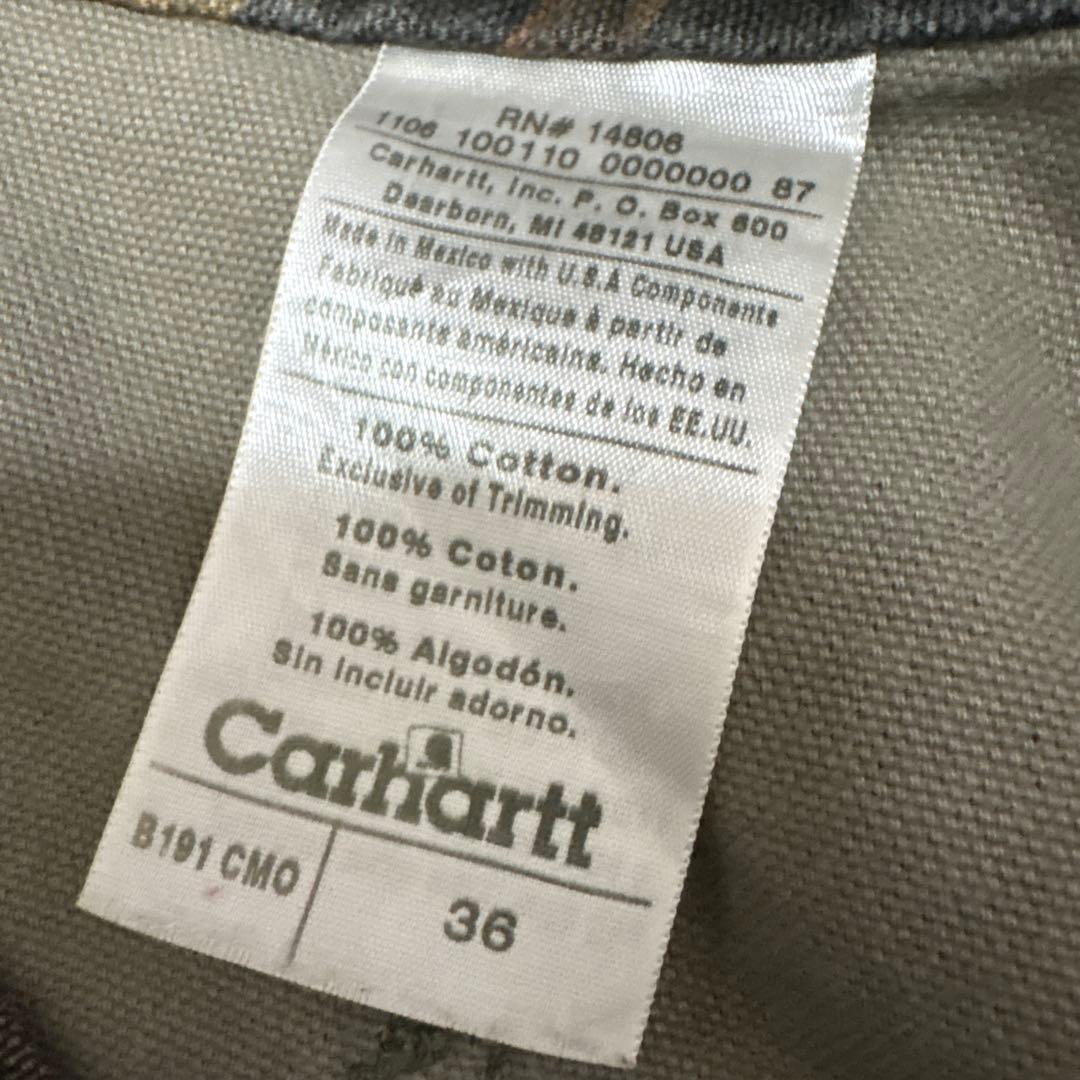 RN# 14806
1106 100110 0000000 87
Carhartt, Inc. P. O. Box 600
Dearborn, MI 48121 USA
Made in Mexico with U.S.A Components
Fabriqué au Mexique à partir de
composants américains. Hecho en
México con componentes de los EE.UU.
100% Cotton.
Exclusive of Trimming.
100% Coton.
Sans garniture.
100% Algodón.
Sin incluir adorno.
Carhartt
B191 CMO
36